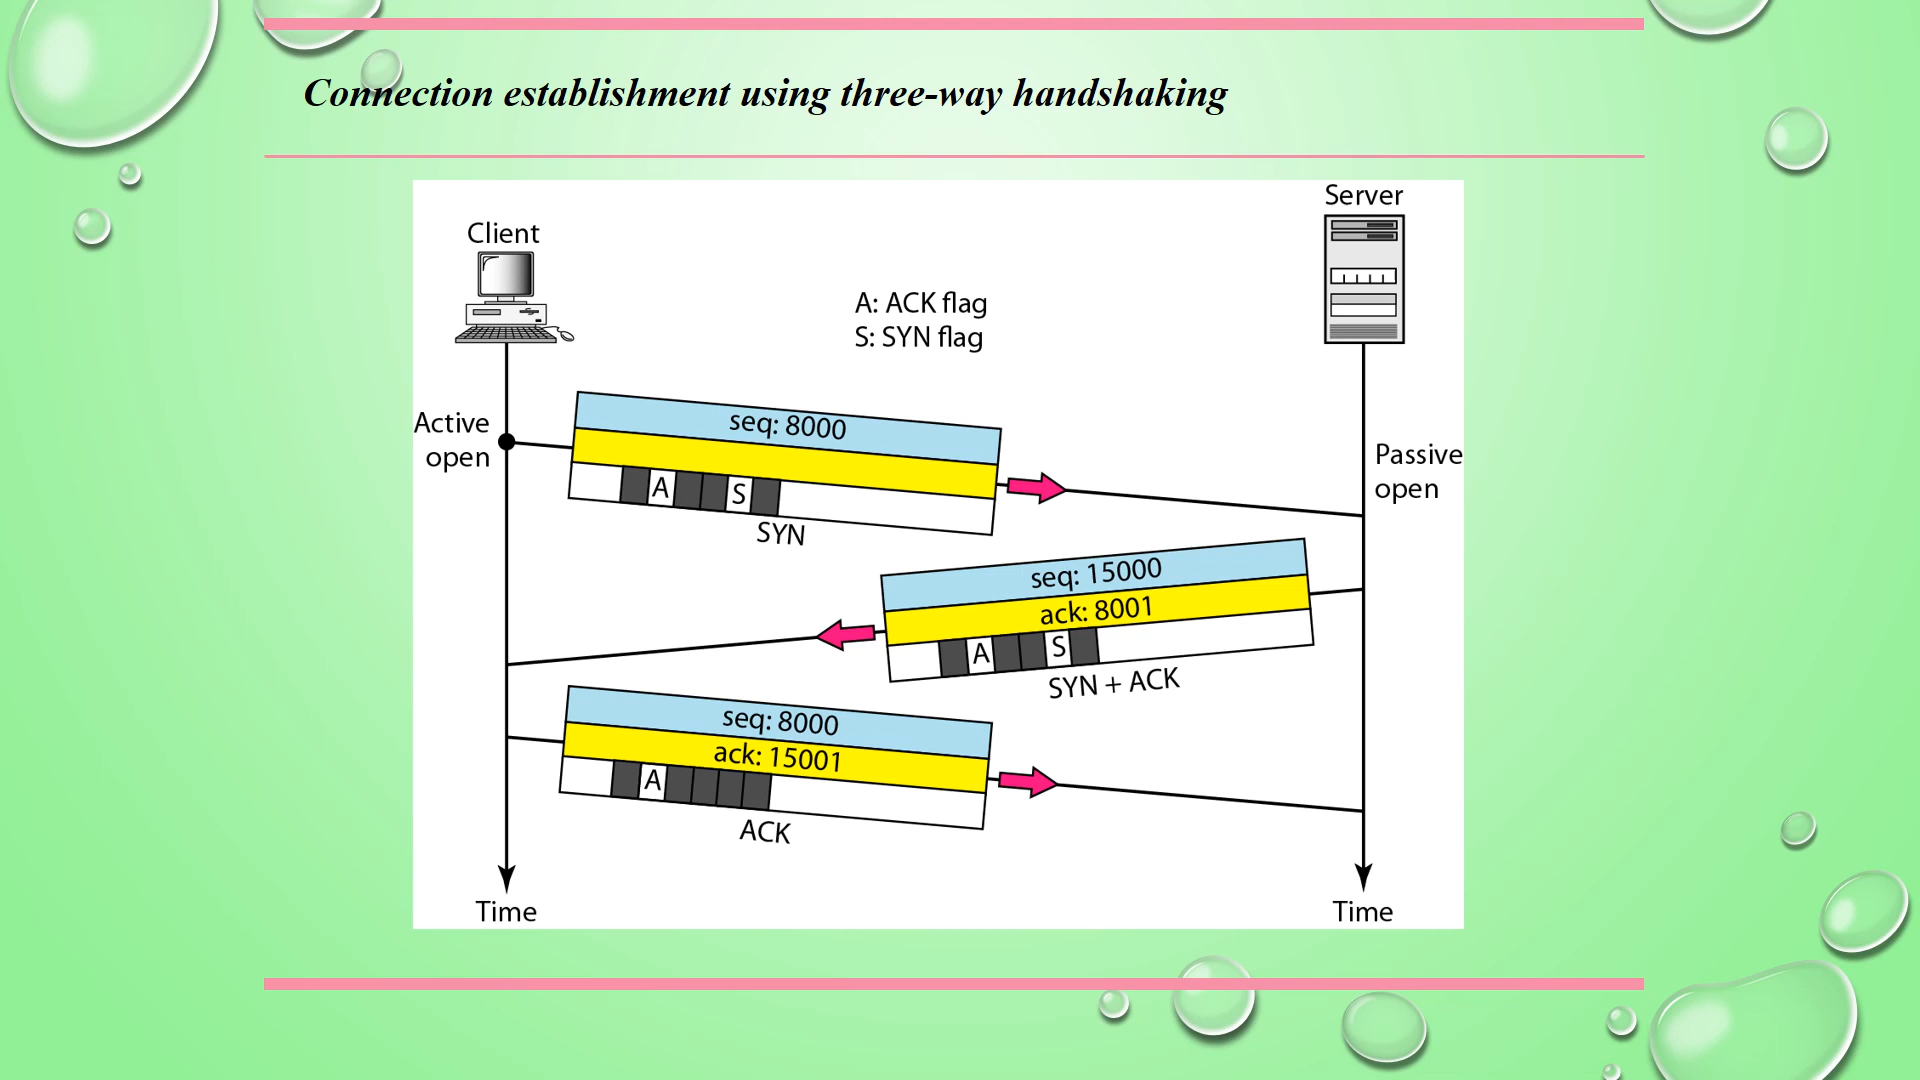 Connection establishment using three-way handshaking
Server
Client
A: ACK flag
S: SYN flag
Active
open
Passive
open
seq: 8000
A S
SYN
seq: 15000
ack: 8001
A S
SYN + ACK
seq: 8000
ack: 15001
A
ACK
Time
Time